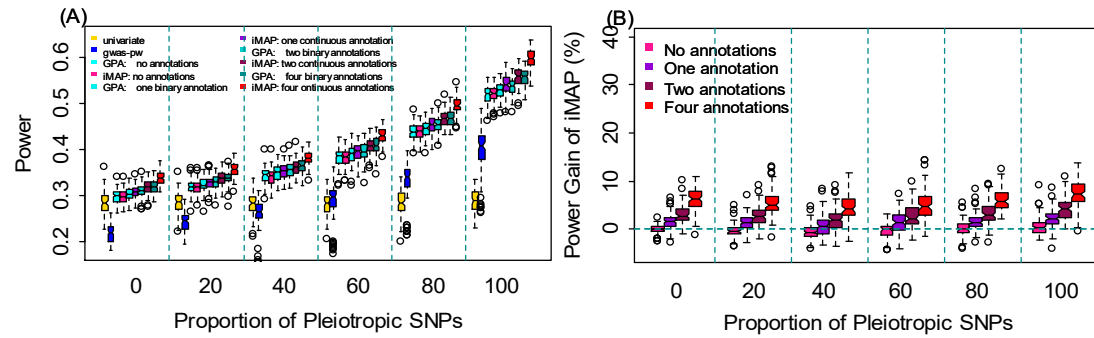 (A)
Power
0.6
0.5
0.4
0.3
0.2
univariate
gwas-pw
GPA: no annotations
iMAP: no annotations
GPA: one binary annotation
iMAP: one continuous annotation
GPA: two binary annotations
iMAP: two continuous annotations
GPA: four binary annotations
iMAP: four ontinuous annotations
0 20 40 60 80 100
Proportion of Pleiotropic SNPs
(B)
Power Gain of iMAP (%)
40
30
20
10
0
No annotations
One annotation
Two annotations
Four annotations
0 20 40 60 80 100
Proportion of Pleiotropic SNPs